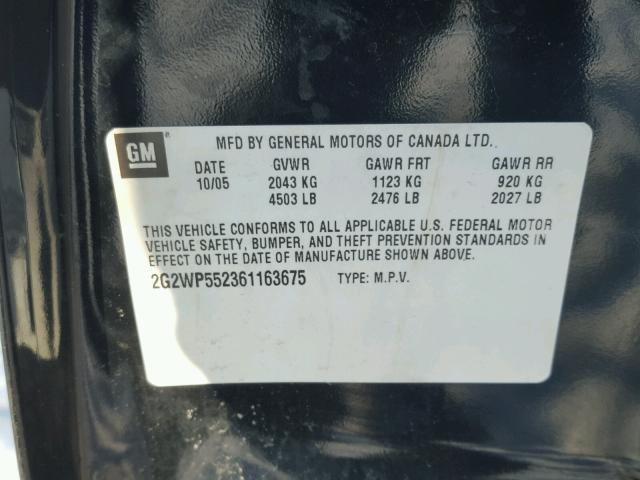 GM ® MFD BY GENERAL MOTORS OF CANADA LTD.
DATE GVWR GAWR FRT GAWR RR
10/05 2043 KG 1123 KG 920 KG
4503 LB 2476 LB 2027 LB
THIS VEHICLE CONFORMS TO ALL APPLICABLE U.S. FEDERAL MOTOR
VEHICLE SAFETY, BUMPER, AND THEFT PREVENTION STANDARDS IN
EFFECT ON THE DATE OF MANUFACTURE SHOWN ABOVE.
2G2WP552361163675 TYPE: M.P.V.